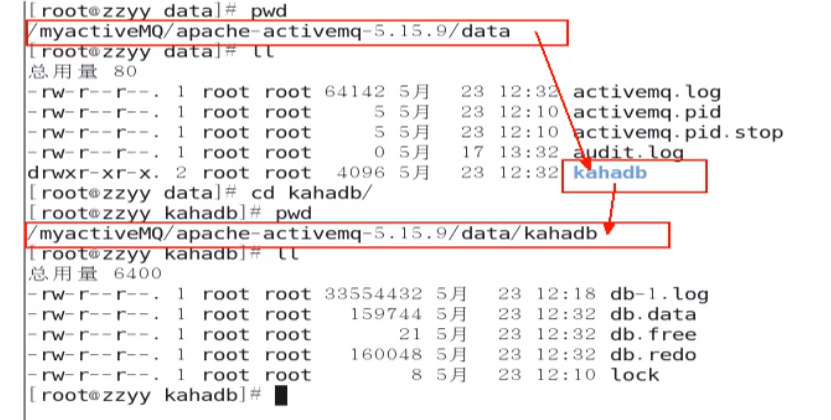 [root@zzyy data]# pwd
/myactiveMQ/apache-activemq-5.15.9/data
[root@zzyy data]# ll
总用量 80
-rw-r--r--. 1 root root 64142 5月 23 12:32 activemq.log
-rw-r--r--. 1 root root 5 5月 23 12:10 activemq.pid
-rw-r--r--. 1 root root 5 5月 23 12:10 activemq.pid.stop
-rw-r--r--. 1 root root 0 5月 17 13:32 audit.log
drwxr-xr-x. 2 root root 4096 5月 23 12:32 kahadb
[root@zzyy data]# cd kahadb/
[root@zzyy kahadb]# pwd
/myactiveMQ/apache-activemq-5.15.9/data/kahadb
[root@zzyy kahadb]# ll
总用量 6400
-rw-r--r--. 1 root root 33554432 5月 23 12:18 db-1.log
-rw-r--r--. 1 root root 159744 5月 23 12:32 db.data
-rw-r--r--. 1 root root 21 5月 23 12:32 db.free
-rw-r--r--. 1 root root 160048 5月 23 12:32 db.redo
-rw-r--r--. 1 root root 8 5月 23 12:10 lock
[root@zzyy kahadb]#